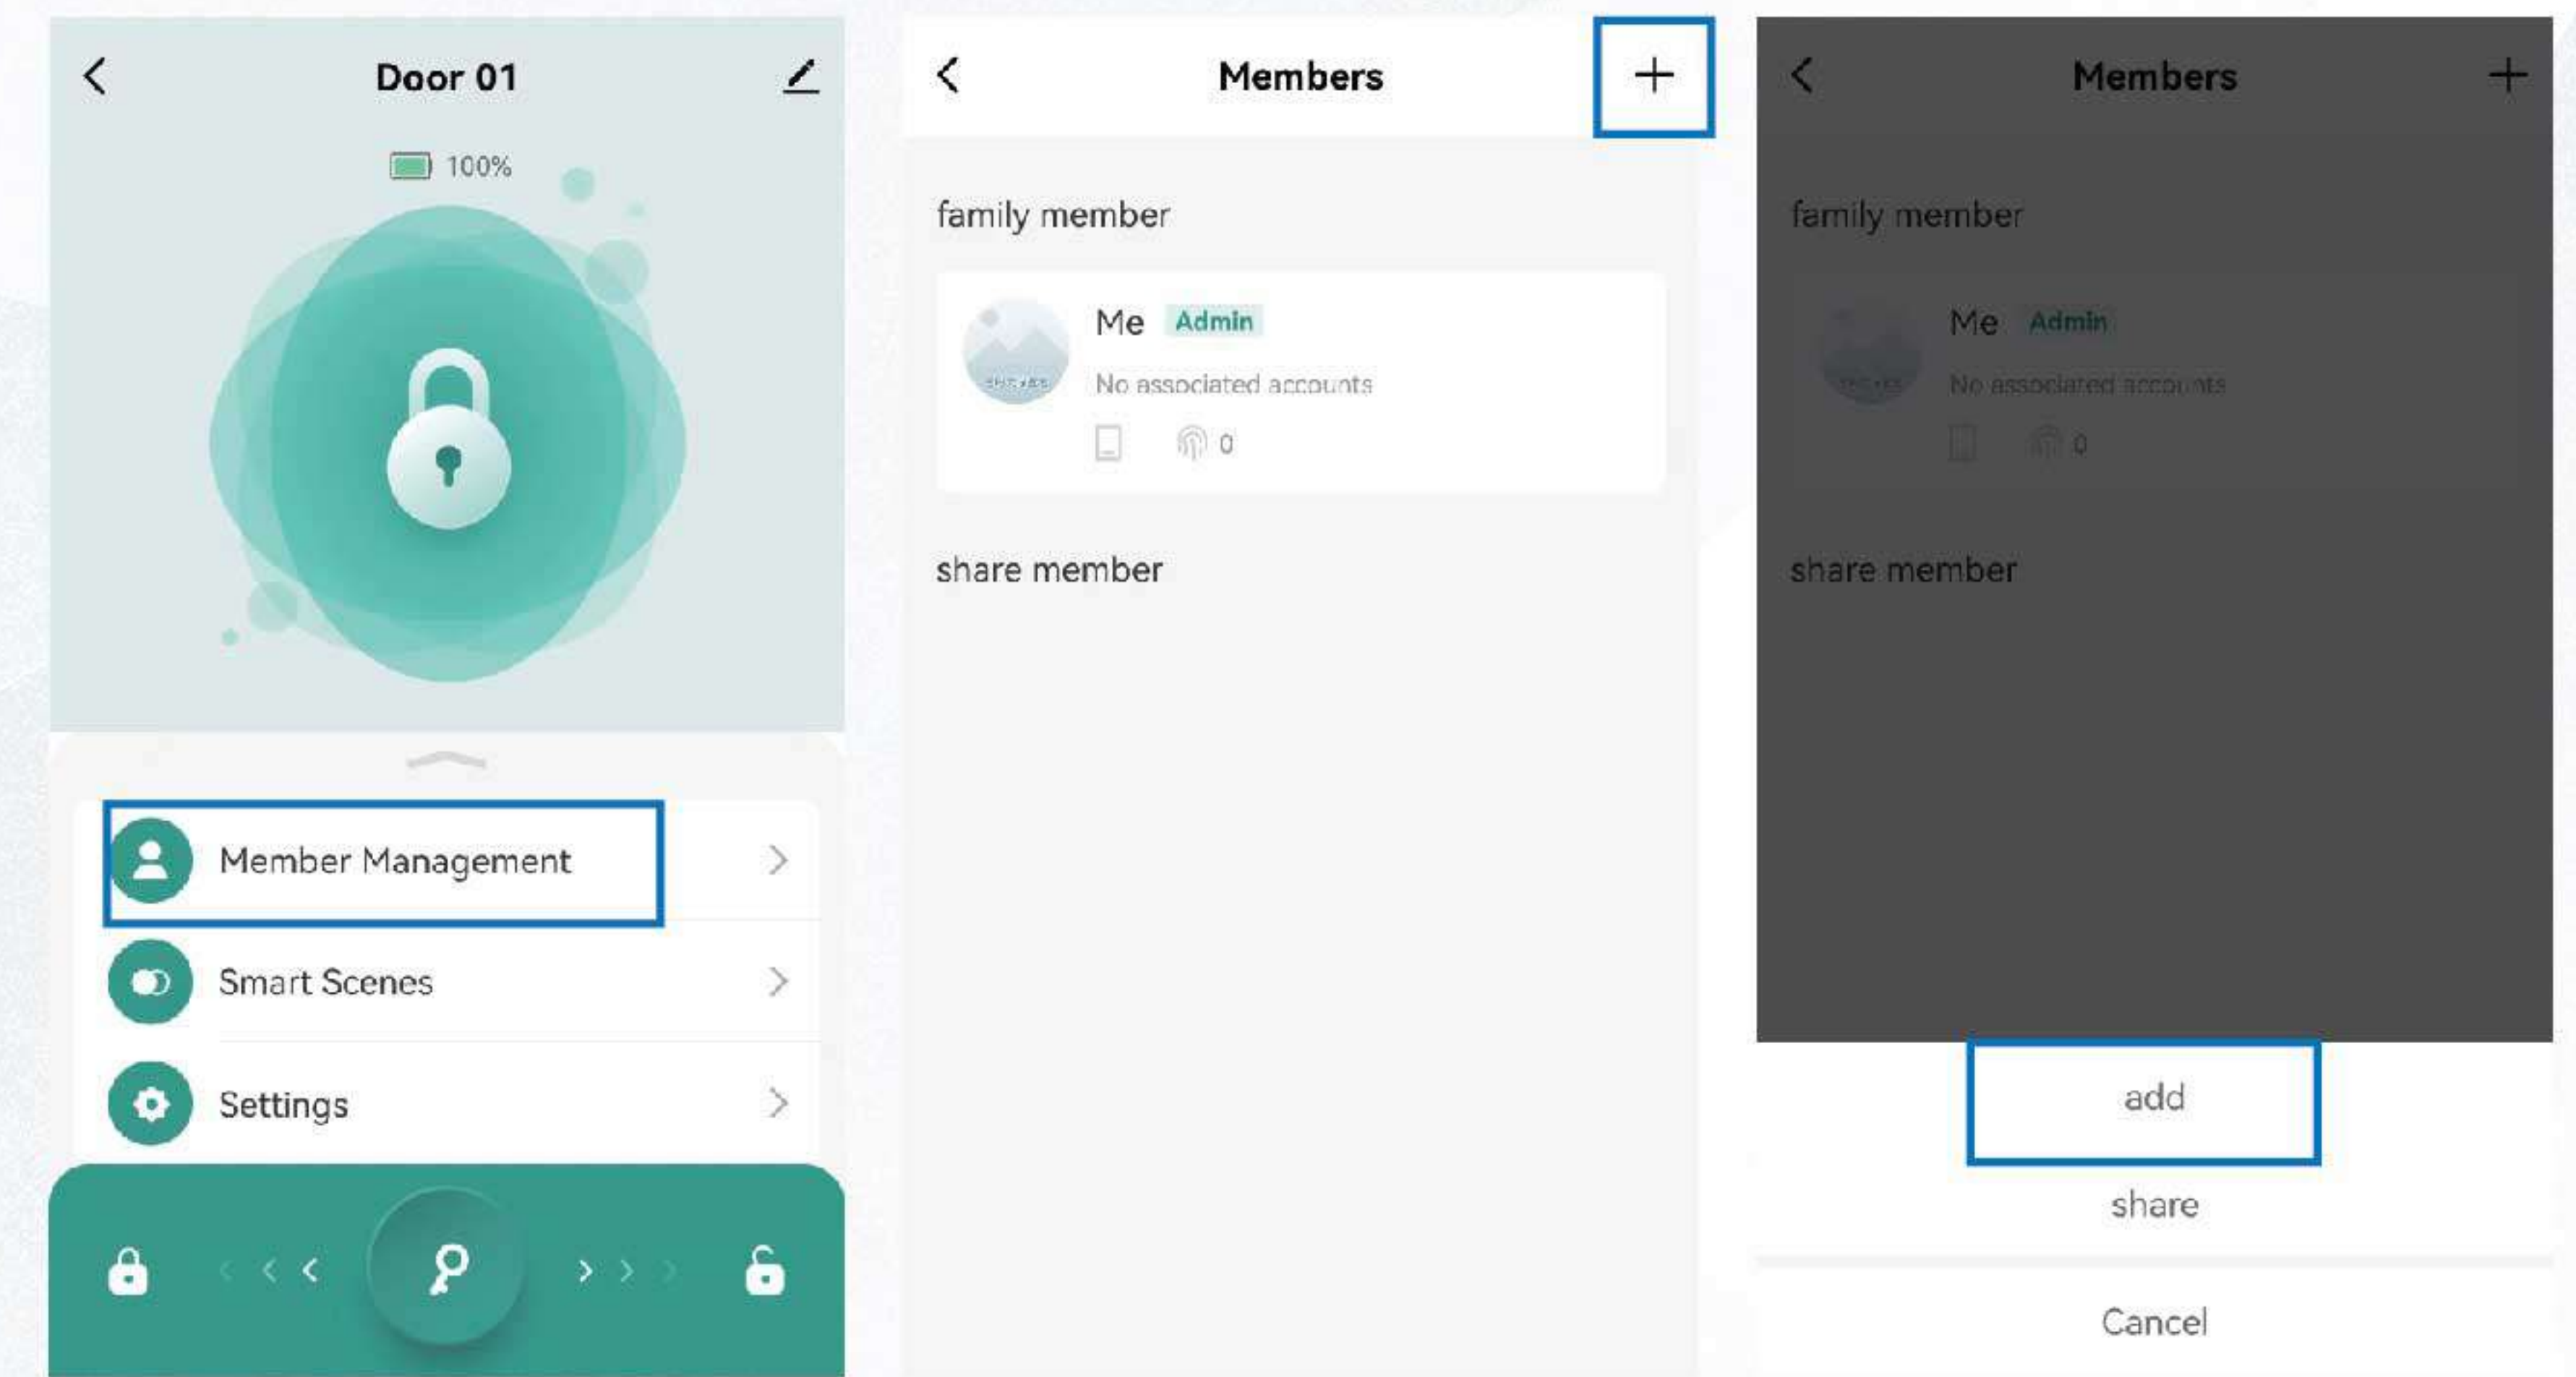 Door 01
100%
Member Management
Smart Scenes
Settings
Members
family member
Me Admin
No associated accounts
0
share member
Members
family member
Me Admin
No associated accounts
0
share member
add
share
Cancel